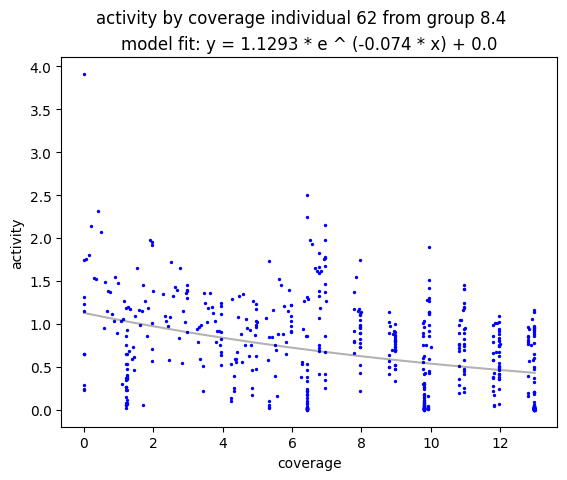 activity by coverage individual 62 from group 8.4
model fit: y = 1.1293 * e ^ (-0.074 * x) + 0.0
4.0
3.5
3.0
2.5
2.0
1.5
1.0
0.5
0.0
activity
0 2 4 6 8 10 12
coverage